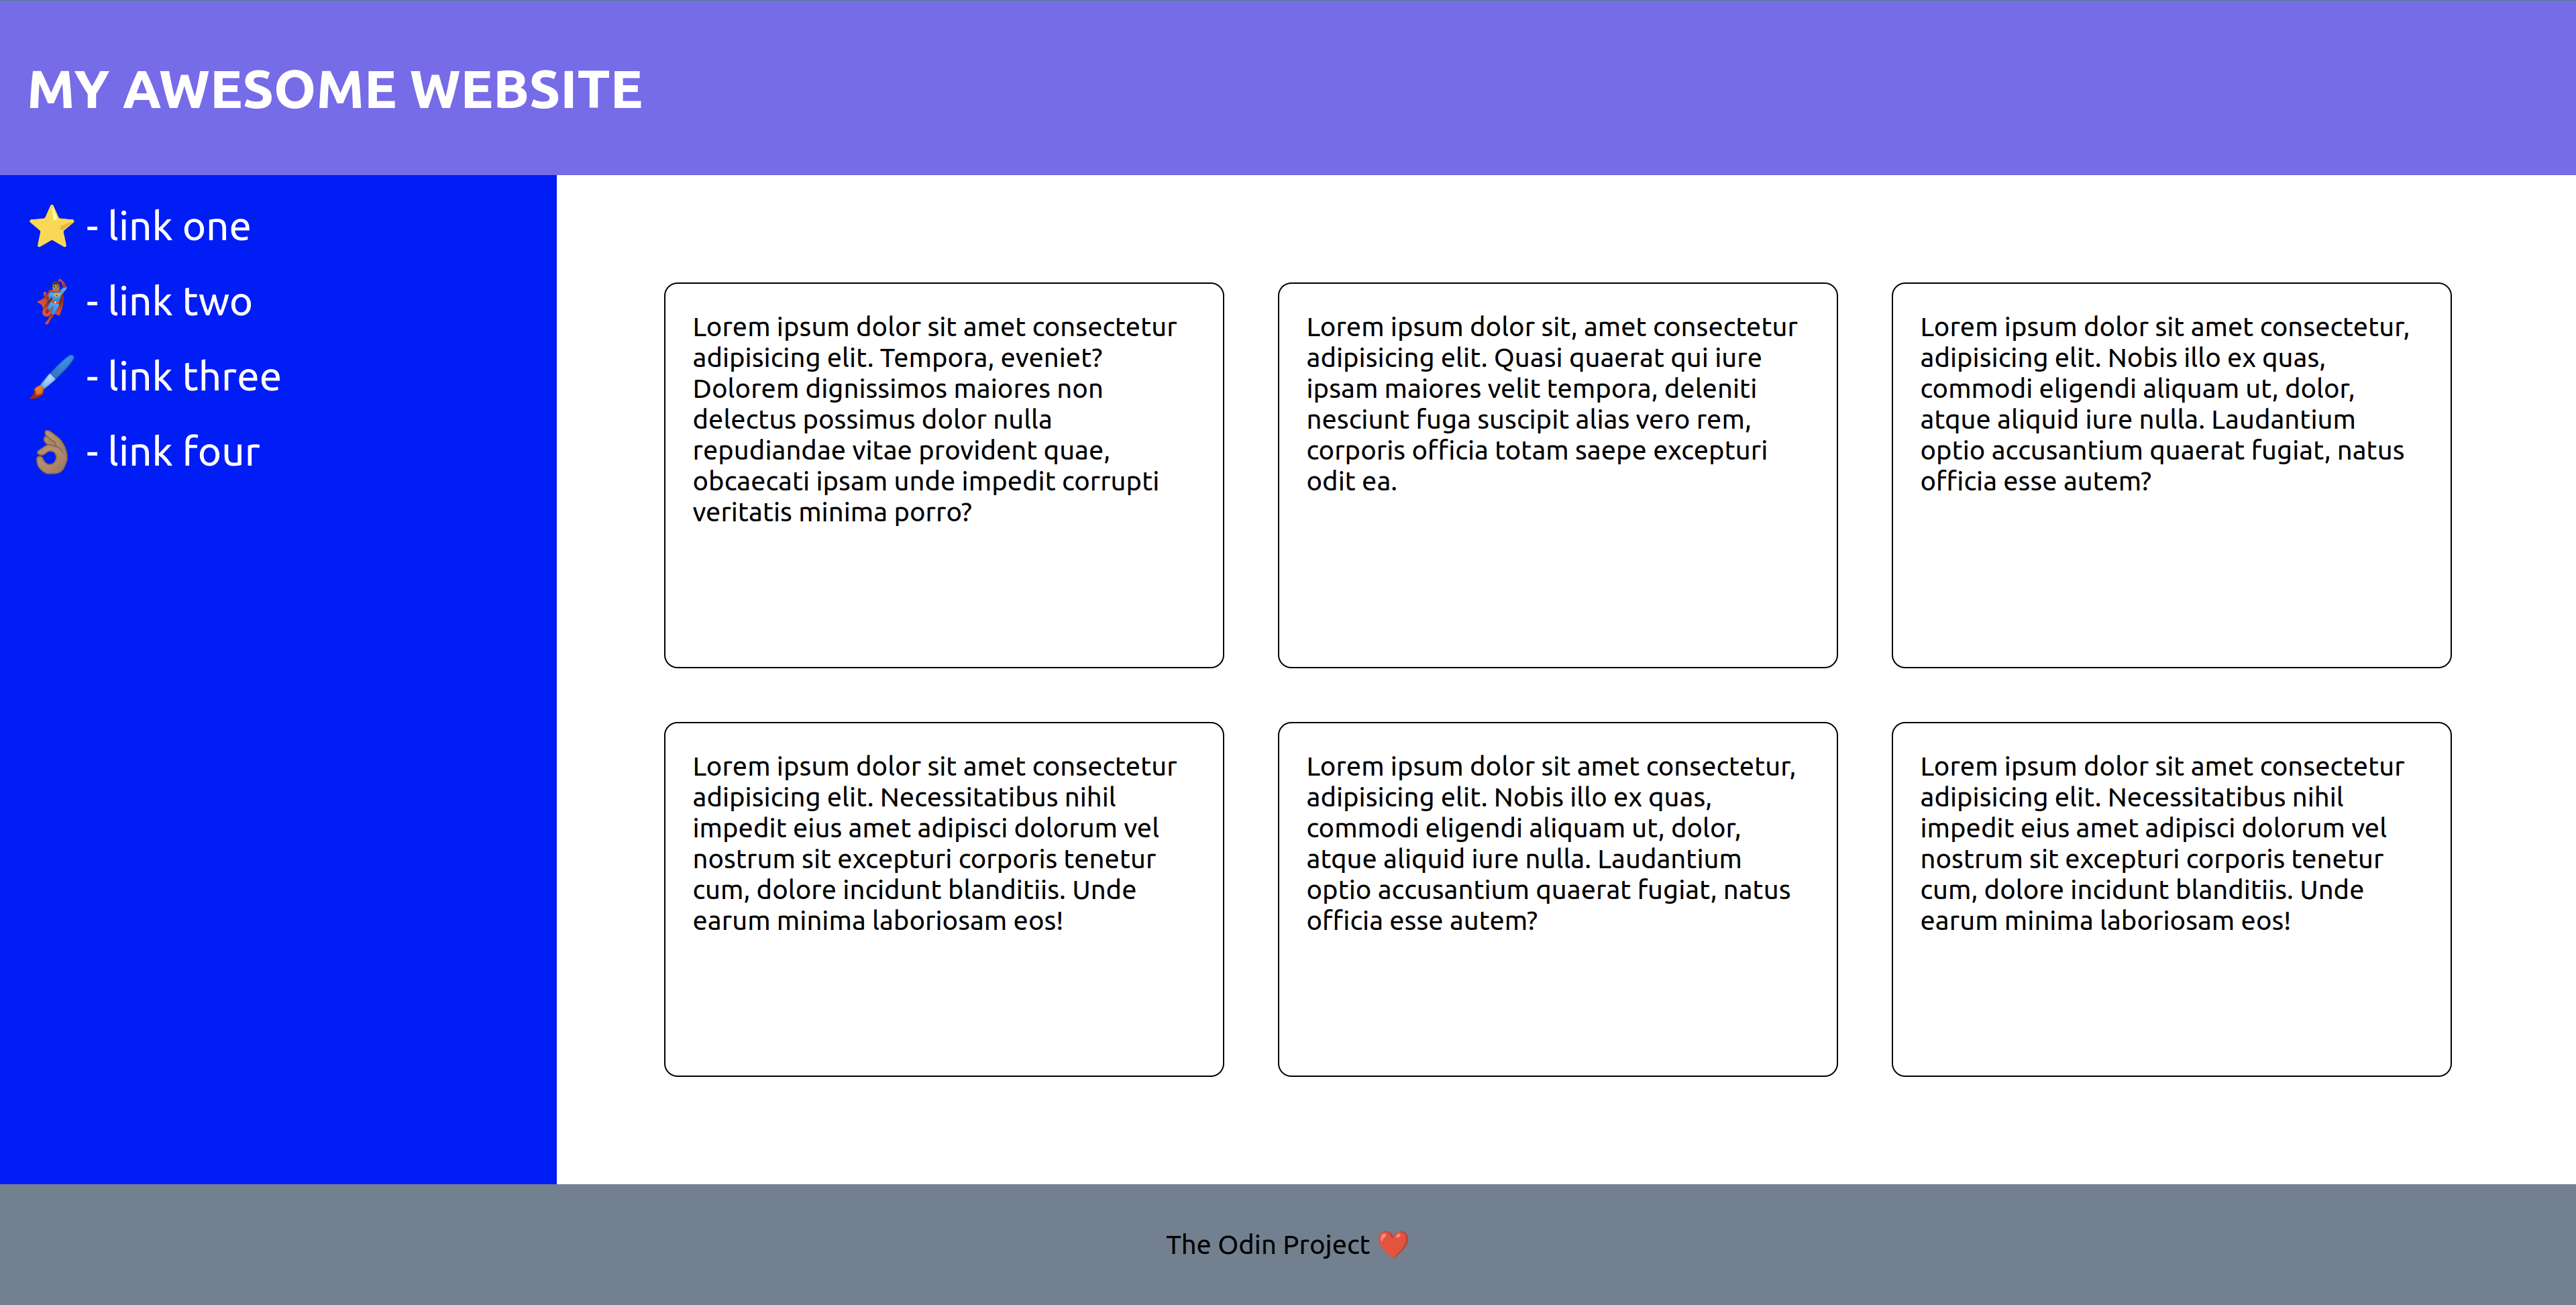 MY AWESOME WEBSITE
⭐ - link one
🦸🏽‍♂️ - link two
🖌️ - link three
👌🏽 - link four
Lorem ipsum dolor sit amet consectetur
adipisicing elit. Tempora, eveniet?
Dolorem dignissimos maiores non
delectus possimus dolor nulla
repudiandae vitae provident quae,
obcaecati ipsam unde impedit corrupti
veritatis minima porro?
Lorem ipsum dolor sit, amet consectetur
adipisicing elit. Quasi quaerat qui iure
ipsam maiores velit tempora, deleniti
nesciunt fuga suscipit alias vero rem,
corporis officia totam saepe excepturi
odit ea.
Lorem ipsum dolor sit amet consectetur,
adipisicing elit. Nobis illo ex quas,
commodi eligendi aliquam ut, dolor,
atque aliquid iure nulla. Laudantium
optio accusantium quaerat fugiat, natus
officia esse autem?
Lorem ipsum dolor sit amet consectetur
adipisicing elit. Necessitatibus nihil
impedit eius amet adipisci dolorum vel
nostrum sit excepturi corporis tenetur
cum, dolore incidunt blanditiis. Unde
earum minima laboriosam eos!
Lorem ipsum dolor sit amet consectetur,
adipisicing elit. Nobis illo ex quas,
commodi eligendi aliquam ut, dolor,
atque aliquid iure nulla. Laudantium
optio accusantium quaerat fugiat, natus
officia esse autem?
Lorem ipsum dolor sit amet consectetur
adipisicing elit. Necessitatibus nihil
impedit eius amet adipisci dolorum vel
nostrum sit excepturi corporis tenetur
cum, dolore incidunt blanditiis. Unde
earum minima laboriosam eos!
The Odin Project ❤️